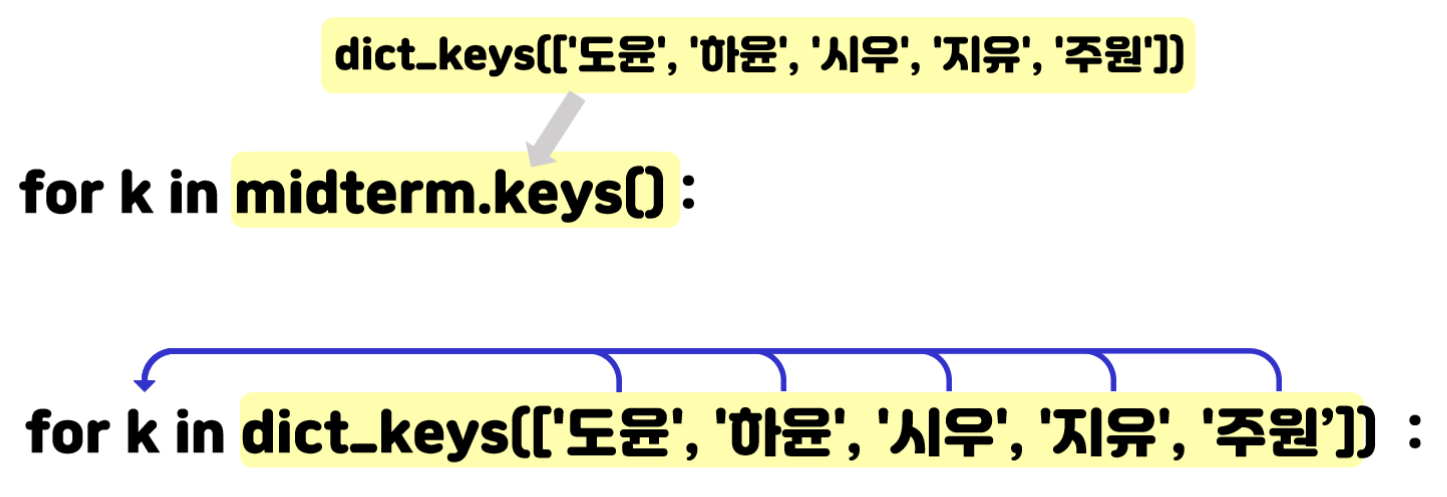 dict_keys(['도윤', '하윤', '시우', '지유', '주원'])
for k in midterm.keys() :
for k in dict_keys(['도윤', '하윤', '시우', '지유', '주원’]) :